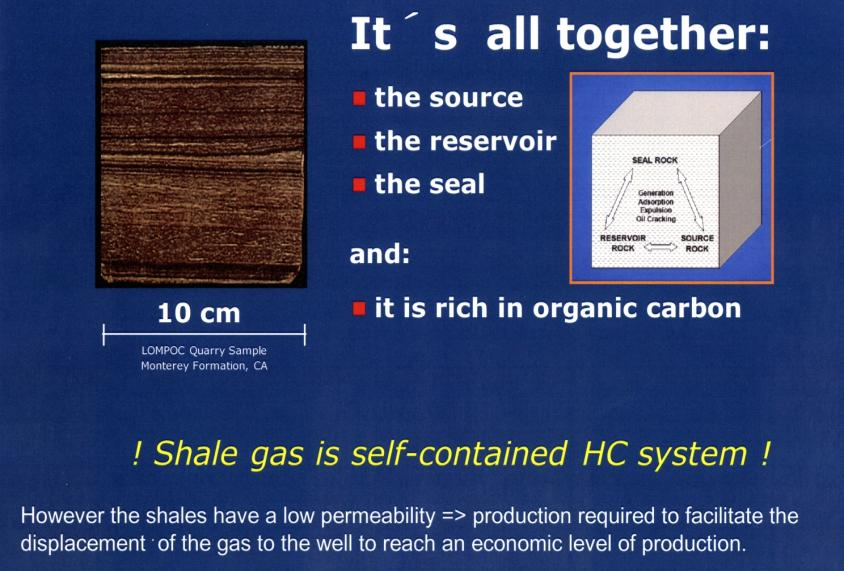 It´s all together:
the source
the reservoir
the seal
and:
it is rich in organic carbon
SEAL ROCK
Generation
Adsorption
Expulsion
Oil Cracking
RESERVOIR
ROCK
SOURCE
ROCK
10 cm
LOMPOC Quarry Sample
Monterey Formation, CA
! Shale gas is self-contained HC system !
However the shales have a low permeability => production required to facilitate the
displacement of the gas to the well to reach an economic level of production.